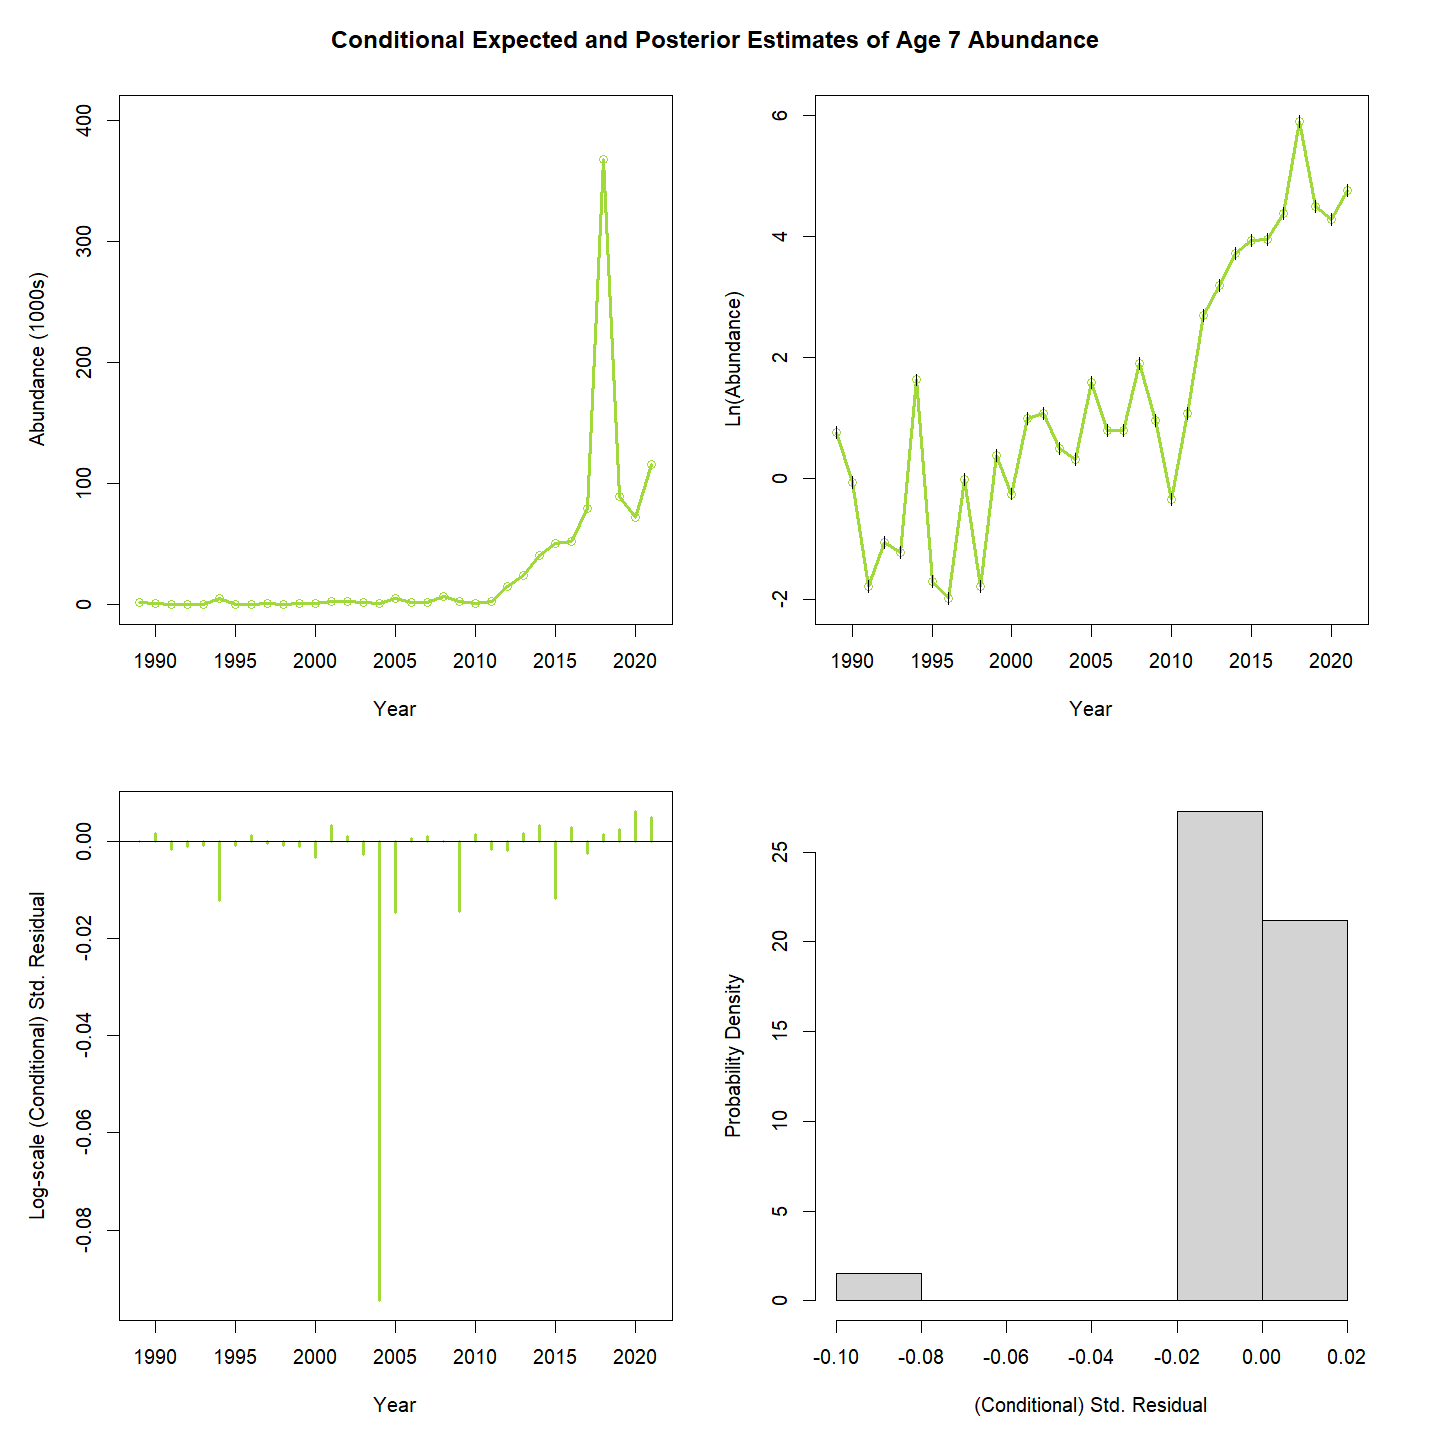 Conditional Expected and Posterior Estimates of Age 7 Abundance
Abundance (1000s)
400
300
200
100
0
1990 1995 2000 2005 2010 2015 2020
Year
Ln(Abundance)
6
4
2
0
-2
1990 1995 2000 2005 2010 2015 2020
Year
Log-scale (Conditional) Std. Residual
0.00
-0.02
-0.04
-0.06
-0.08
1990 1995 2000 2005 2010 2015 2020
Year
Probability Density
25
20
15
10
5
0
-0.10 -0.08 -0.06 -0.04 -0.02 0.00 0.02
(Conditional) Std. Residual